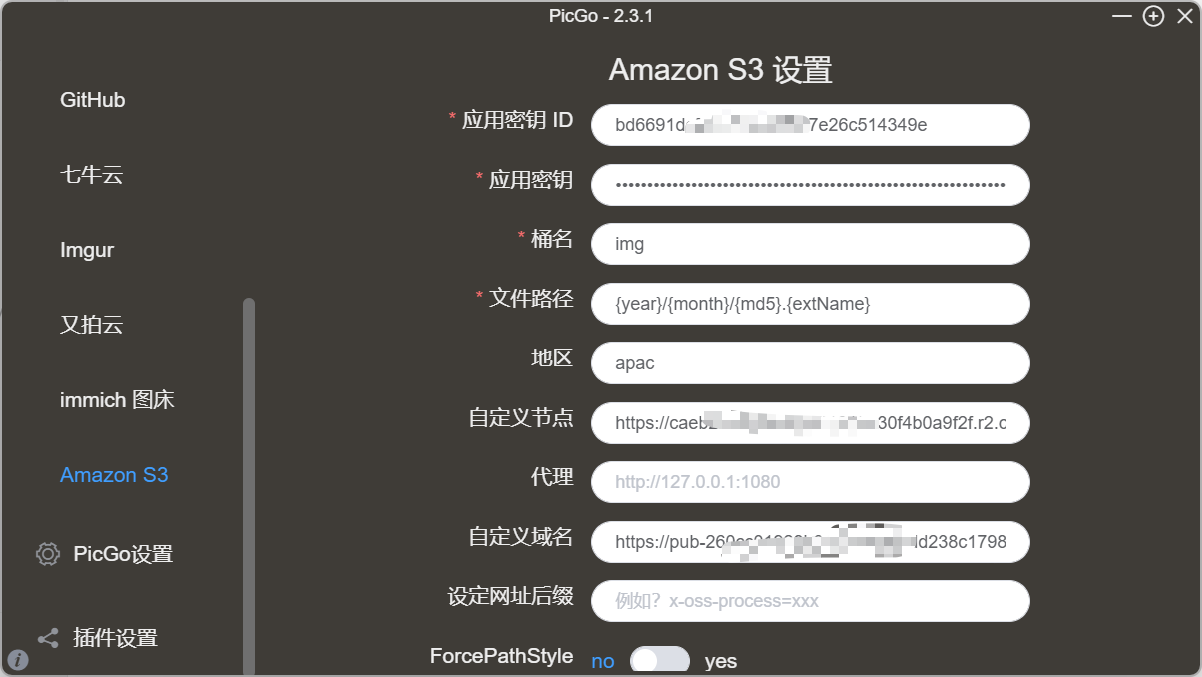 PicGo - 2.3.1
GitHub
七牛云
Imgur
又拍云
immich 图床
Amazon S3
PicGo设置
插件设置
Amazon S3 设置
* 应用密钥 ID
bd6691d 7e26c514349e
* 应用密钥
* 桶名
img
* 文件路径
{year}/{month}/{md5}.{extName}
地区
apac
自定义节点
https://caeb 30f4b0a9f2f.r2.c
代理
http://127.0.0.1:1080
自定义域名
https://pub- d238c1798
设定网址后缀
例如？x-oss-process=xxx
ForcePathStyle
no yes